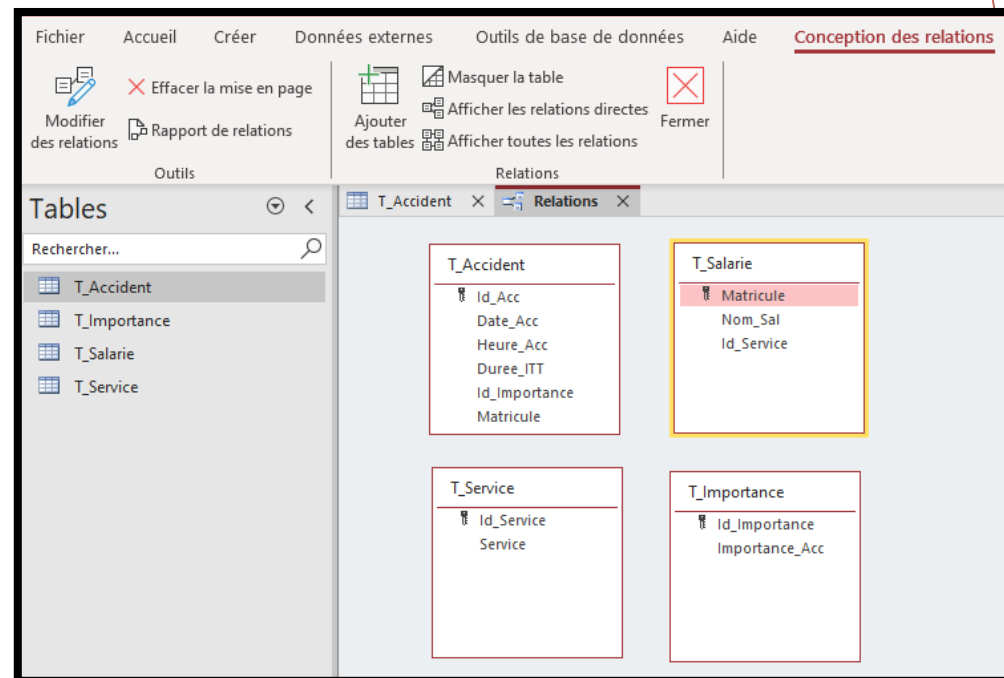 Fichier Accueil Créer Données externes Outils de base de données Aide Conception des relations
Modifier
des relations
Effacer la mise en page
Rapport de relations
Outils
Ajouter
des tables
Masquer la table
Afficher les relations directes
Afficher toutes les relations
Fermer
Relations
Tables
Rechercher...
T_Accident
T_Importance
T_Salarie
T_Service
T_Accident Relations
T_Accident
Id_Acc
Date_Acc
Heure_Acc
Duree_ITT
Id_Importance
Matricule
T_Salarie
Matricule
Nom_Sal
Id_Service
T_Service
Id_Service
Service
T_Importance
Id_Importance
Importance_Acc